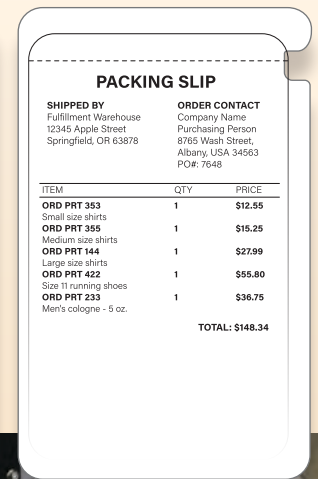 PACKING SLIP
SHIPPED BY
Fulfillment Warehouse
12345 Apple Street
Springfield, OR 63878
ORDER CONTACT
Company Name
Purchasing Person
8765 Wash Street,
Albany, USA 34563
PO#: 7648
ITEM QTY PRICE
ORD PRT 353 1 $12.55
Small size shirts
ORD PRT 355 1 $15.25
Medium size shirts
ORD PRT 144 1 $27.99
Large size shirts
ORD PRT 422 1 $55.80
Size 11 running shoes
ORD PRT 233 1 $36.75
Men's cologne - 5 oz.
TOTAL: $148.34